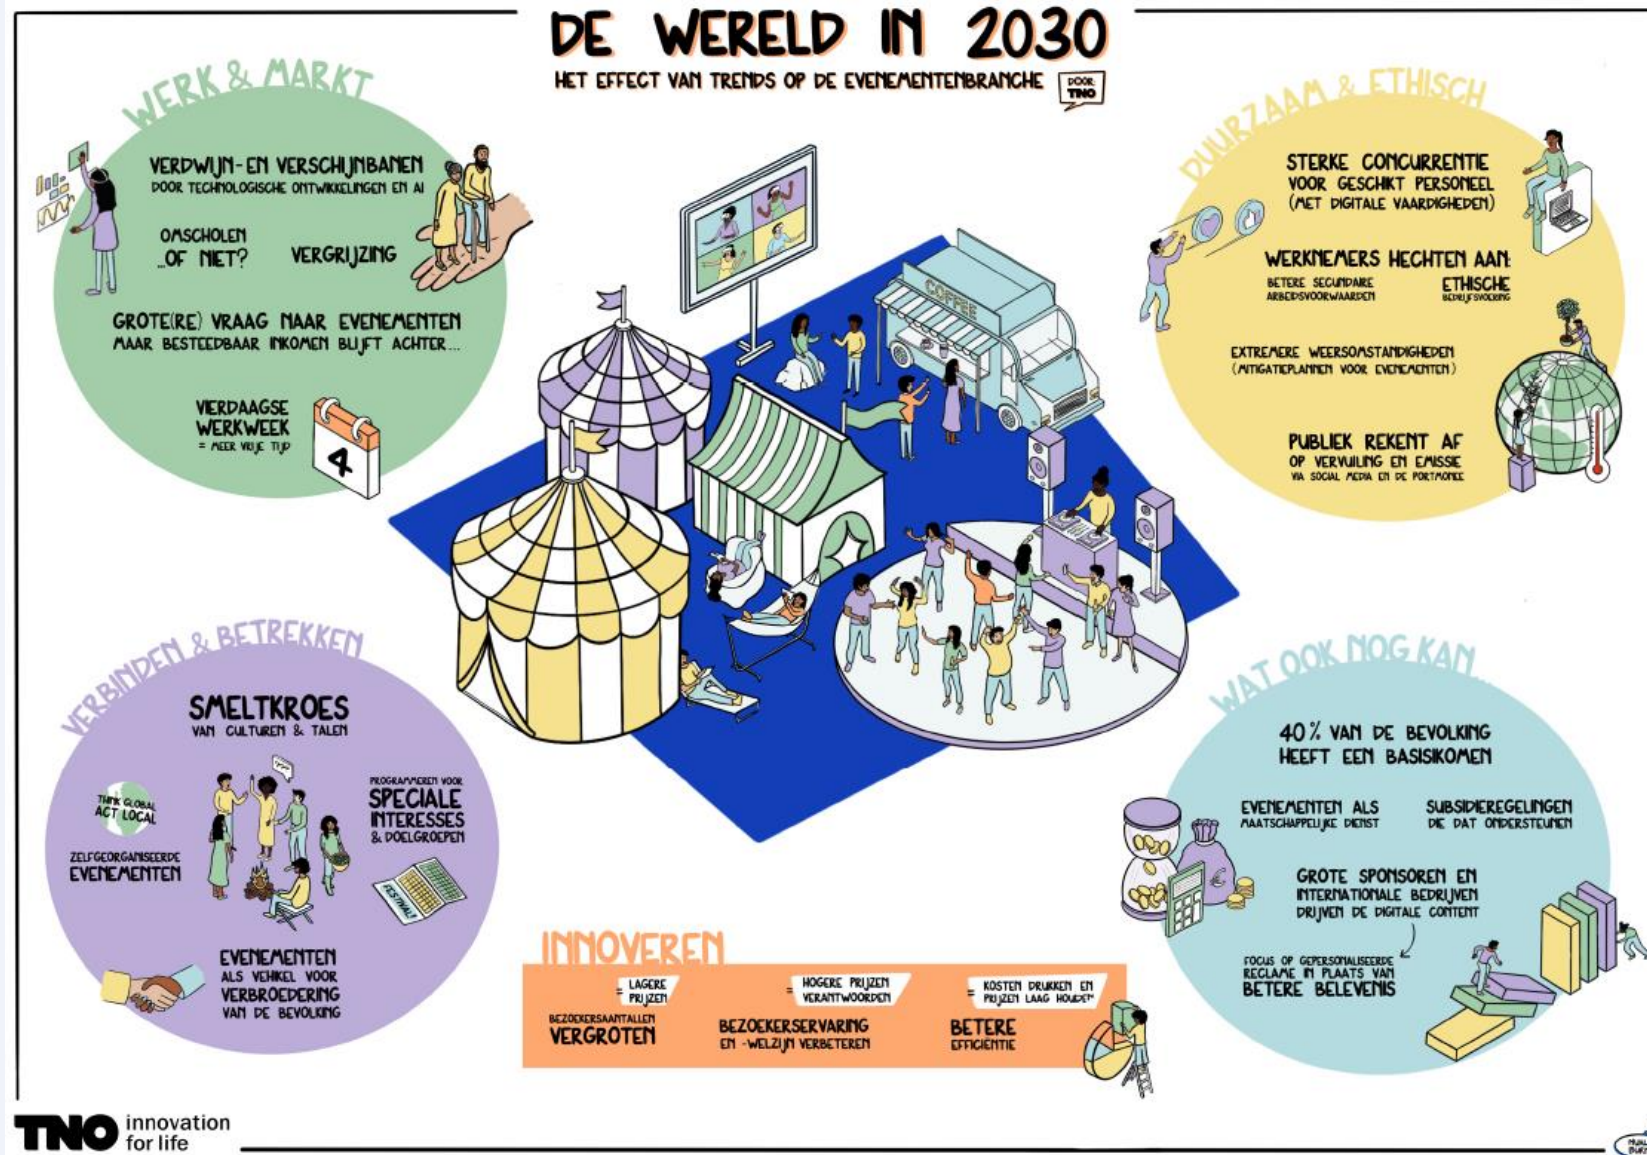 DE WERELD IN 2030
HET EFFECT VAN TRENDS OP DE EVENEMENTENBRANCHE
DOOR
TNO
WERK & MARKT
VERDWIJN- EN VERSCHIJNBANEN
DOOR TECHNOLOGISCHE ONTWIKKELINGEN EN AI
OMSCHOLEN
...OF NIET?
VERGRIJZING
GROTE(RE) VRAAG NAAR EVENEMENTEN
MAAR BESTEEDBAAR INKOMEN BLIJFT ACHTER...
VIERDAAGSE
WERKWEEK
= MEER VRIJE TIJD
4
COFFEE
DUURZAAM & ETHISCH
STERKE CONCURRENTIE
VOOR GESCHIKT PERSONEEL
(MET DIGITALE VAARDIGHEDEN)
WERKNEMERS HECHTEN AAN:
BETERE SECUNDAIRE
ARBEIDSVOORWAARDEN
ETHISCHE
BEDRIJFSVOERING
EXTREMERE WEERSOMSTANDIGHEDEN
(MITIGATIEPLANNEN VOOR EVENEMENTEN)
PUBLIEK REKENT AF
OP VERVUILING EN EMISSIE
VIA SOCIAL MEDIA EN DE PORTMONEE
VERBINDEN & BETREKKEN
SMELTKROES
VAN CULTUREN & TALEN
THINK GLOBAL
ACT LOCAL
ZELFGEORGANISEERDE
EVENEMENTEN
PROGRAMMEREN VOOR
SPECIALE
INTERESSES
& DOELGROEPEN
FESTIVAL!
EVENEMENTEN
ALS VEHIKEL VOOR
VERBROEDERING
VAN DE BEVOLKING
INNOVEREN
= LAGERE
PRIJZEN
BEZOEKERSAANTALLEN
VERGROTEN
= HOGERE PRIJZEN
VERANTWOORDEN
BEZOEKERSERVARING
EN -WELZIJN VERBETEREN
= KOSTEN DRUKKEN EN
PRIJZEN LAAG HOUDEN
BETERE
EFFICIËNTIE
WAT OOK NOG KAN...
40% VAN DE BEVOLKING
HEEFT EEN BASISIKOMEN
EVENEMENTEN ALS
MAATSCHAPPELIJKE DIENST
SUBSIDIEREGELINGEN
DIE DAT ONDERSTEUNEN
€
GROTE SPONSOREN EN
INTERNATIONALE BEDRIJVEN
DRIJVEN DE DIGITALE CONTENT
FOCUS OP GEPERSONALISEERDE
RECLAME IN PLAATS VAN
BETERE BELEVENIS
TNO innovation
for life